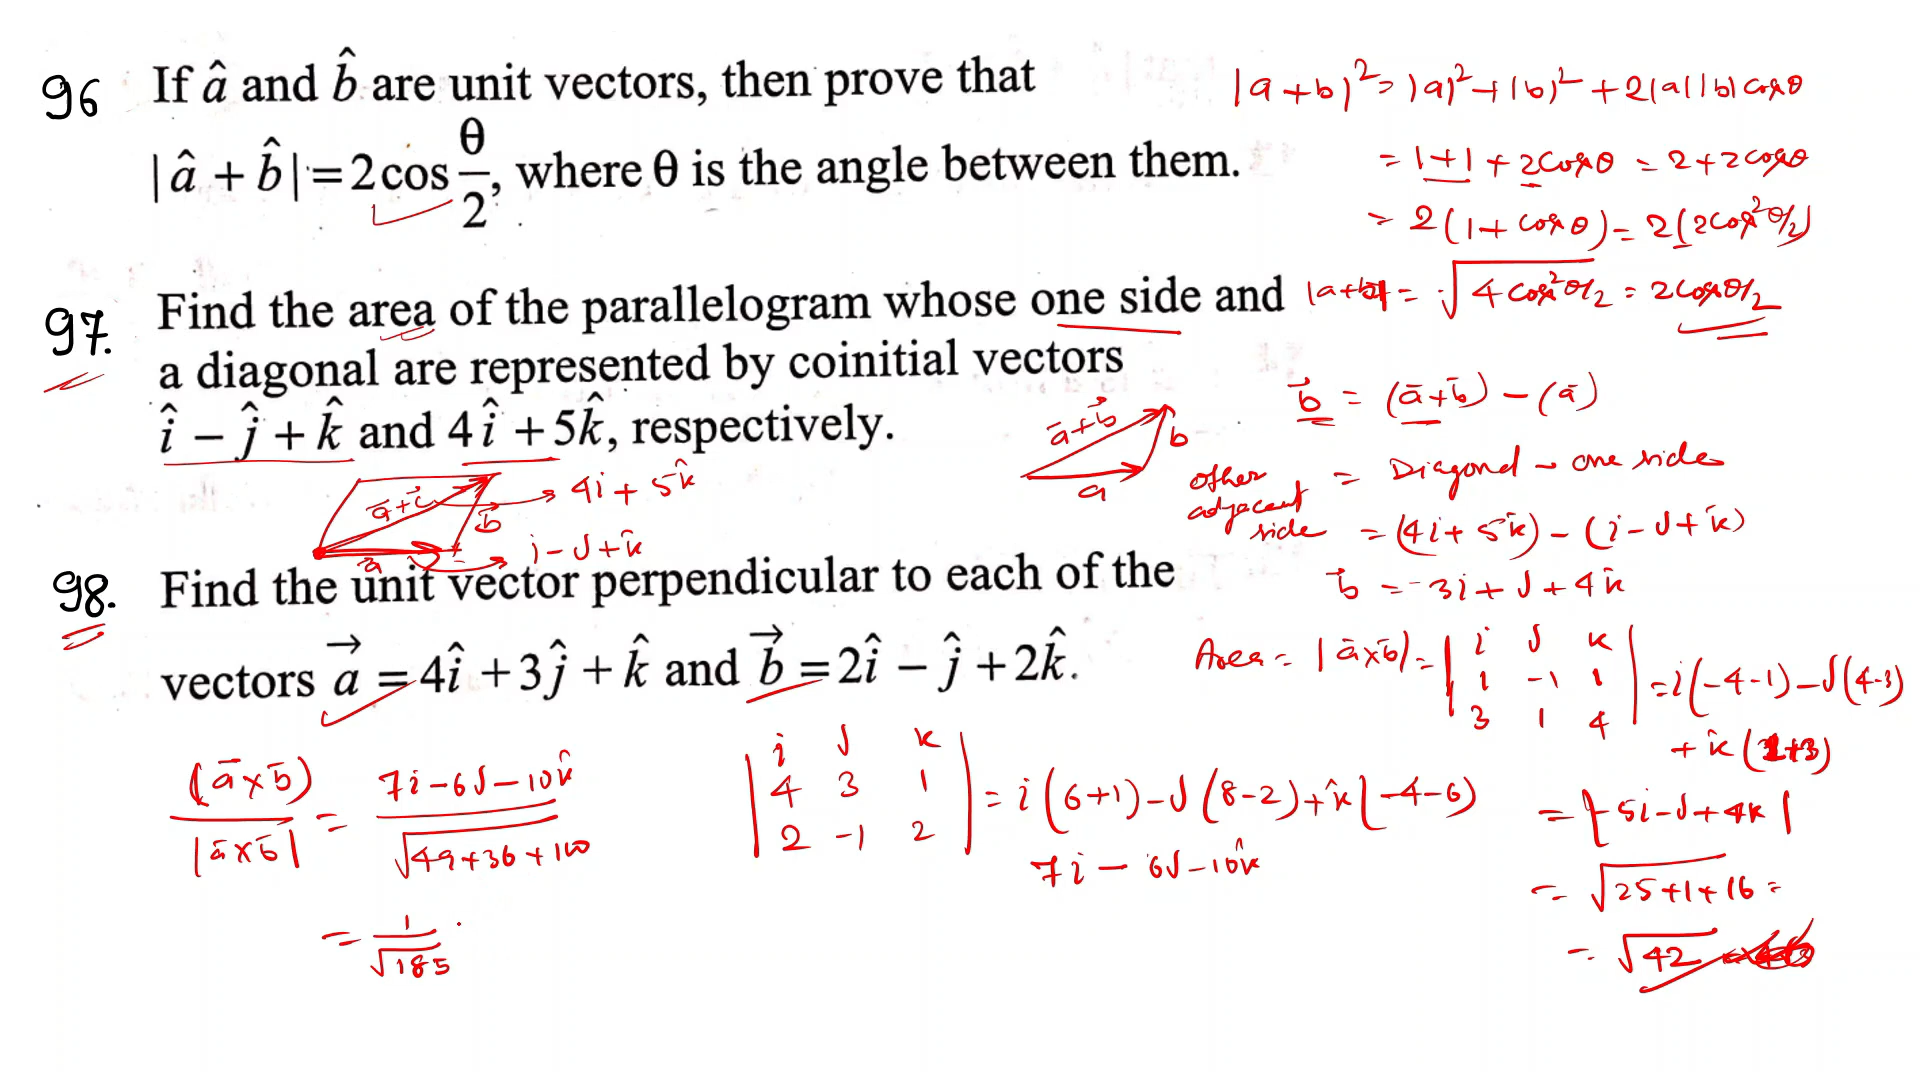 96 If â and b̂ are unit vectors, then prove that
|â + b̂| = 2cos θ/2, where θ is the angle between them.
|a+b|² = |a|² + |b|² + 2|a||b| cosθ
= 1+1+2cosθ = 2+2cosθ
= 2(1+cosθ) = 2(2cos²θ/2)
|a+b| = √4cos²θ/2 = 2cosθ/2
97. Find the area of the parallelogram whose one side and
a diagonal are represented by coinitial vectors
î − ĵ + k̂ and 4î + 5k̂, respectively.
4i + 5k̂
i − J + k̂
a
b
a+b
a
b
b = (a+b) − (a)
other adjacent side = Diagonal − one side
= (4i + 5k) − (i − J + k)
b = -3i + J + 4k
Area = |a×b| = | i J k
1 -1 1
3 1 4 | = i(-4-1) − J(4-3)
+ k( +3)
= |-5i − J + 4k|
= √25+1+16 =
= √42
98. Find the unit vector perpendicular to each of the
vectors a⃗ = 4î + 3ĵ + k̂ and b⃗ = 2î − ĵ + 2k̂.
(a×b) / |a×b| = 7i − 6J − 10k̂ / √49+36+100
= 1/√185
| i J k
4 3 1
2 -1 2 | = i(6+1) − J(8-2) + k(-4-6)
7i − 6J − 10k̂